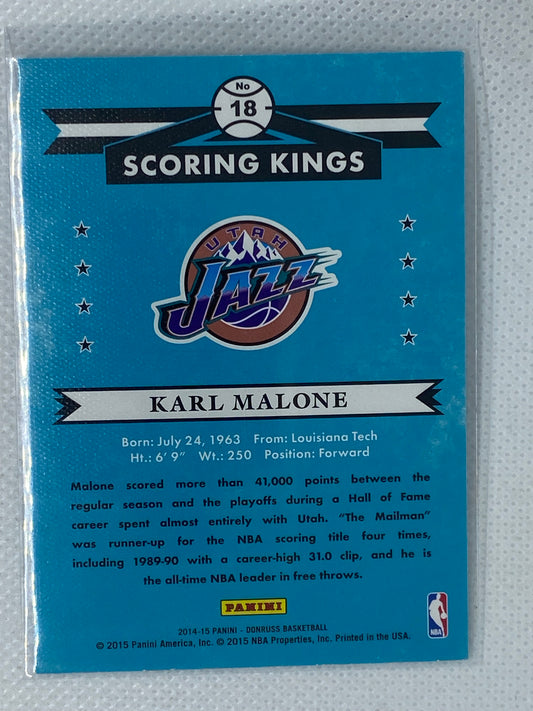 No
18
SCORING KINGS
UTAH
JAZZ
KARL MALONE
Born: July 24, 1963 From: Louisiana Tech
Ht.: 6' 9" Wt.: 250 Position: Forward
Malone scored more than 41,000 points between the
regular season and the playoffs during a Hall of Fame
career spent almost entirely with Utah. "The Mailman"
was runner-up for the NBA scoring title four times,
including 1989-90 with a career-high 31.0 clip, and he is
the all-time NBA leader in free throws.
PANINI
NBA
2014-15 PANINI - DONRUSS BASKETBALL
© 2015 Panini America, Inc. © 2015 NBA Properties, Inc. Printed in the USA.